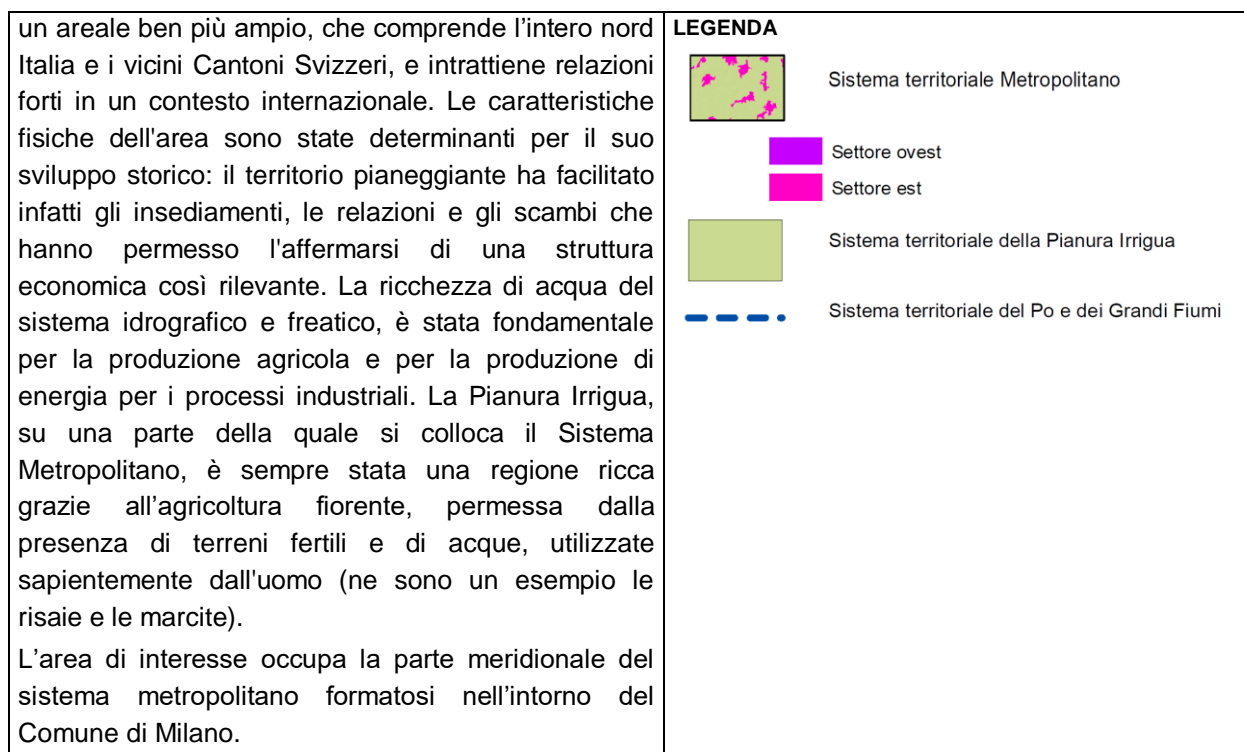 un areale ben più ampio, che comprende l'intero nord
Italia e i vicini Cantoni Svizzeri, e intrattiene relazioni
forti in un contesto internazionale. Le caratteristiche
fisiche dell'area sono state determinanti per il suo
sviluppo storico: il territorio pianeggiante ha facilitato
infatti gli insediamenti, le relazioni e gli scambi che
hanno permesso l'affermarsi di una struttura
economica così rilevante. La ricchezza di acqua del
sistema idrografico e freatico, è stata fondamentale
per la produzione agricola e per la produzione di
energia per i processi industriali. La Pianura Irrigua,
su una parte della quale si colloca il Sistema
Metropolitano, è sempre stata una regione ricca
grazie all'agricoltura fiorente, permessa dalla
presenza di terreni fertili e di acque, utilizzate
sapientemente dall'uomo (ne sono un esempio le
risaie e le marcite).
L'area di interesse occupa la parte meridionale del
sistema metropolitano formatosi nell'intorno del
Comune di Milano.
LEGENDA
Sistema territoriale Metropolitano
Settore ovest
Settore est
Sistema territoriale della Pianura Irrigua
Sistema territoriale del Po e dei Grandi Fiumi